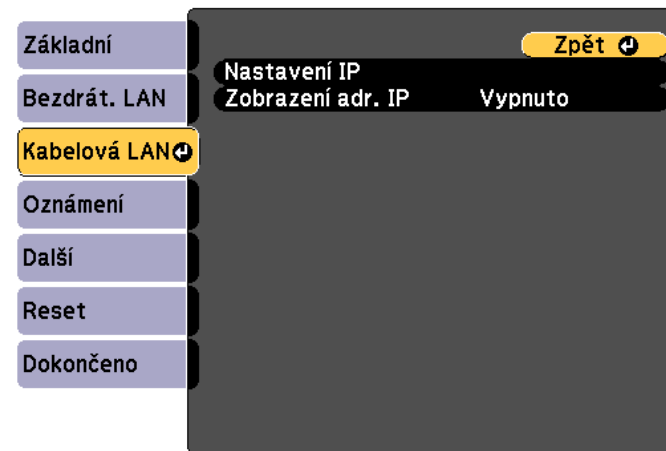 Základní
Bezdrát. LAN
Kabelová LAN
Oznámení
Další
Reset
Dokončeno
Zpět
Nastavení IP
Zobrazení adr. IP Vypnuto